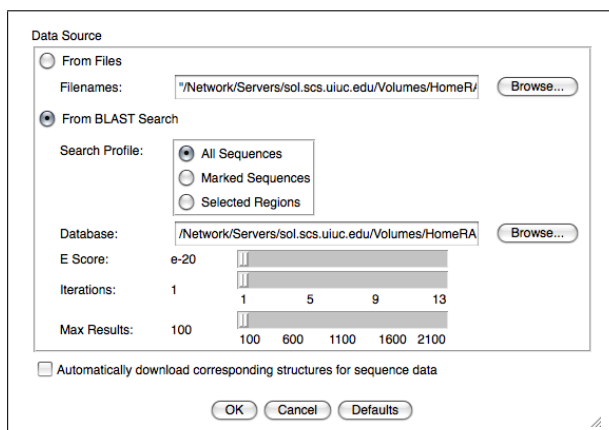 Data Source
From Files
Filenames: "/Network/Servers/sol.scs.uiuc.edu/Volumes/HomeRA Browse...
From BLAST Search
Search Profile: All Sequences
Marked Sequences
Selected Regions
Database: /Network/Servers/sol.scs.uiuc.edu/Volumes/HomeRA Browse...
E Score: e-20
Iterations: 1
1 5 9 13
Max Results: 100
100 600 1100 1600 2100
Automatically download corresponding structures for sequence data
OK Cancel Defaults